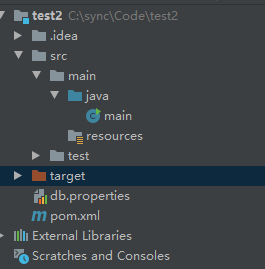 test2 C:\sync\Code\test2
.idea
src
main
java
main
resources
test
target
db.properties
pom.xml
External Libraries
Scratches and Consoles